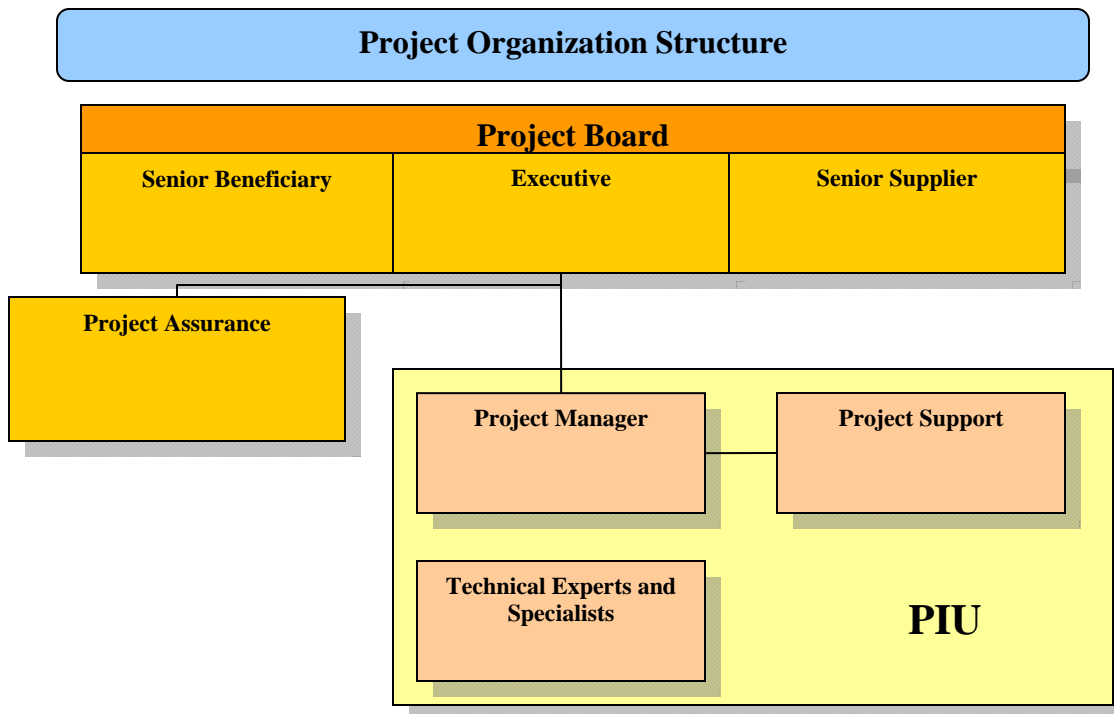 Project Organization Structure
Project Board
Senior Beneficiary
Executive
Senior Supplier
Project Assurance
Project Manager
Project Support
Technical Experts and
Specialists
PIU